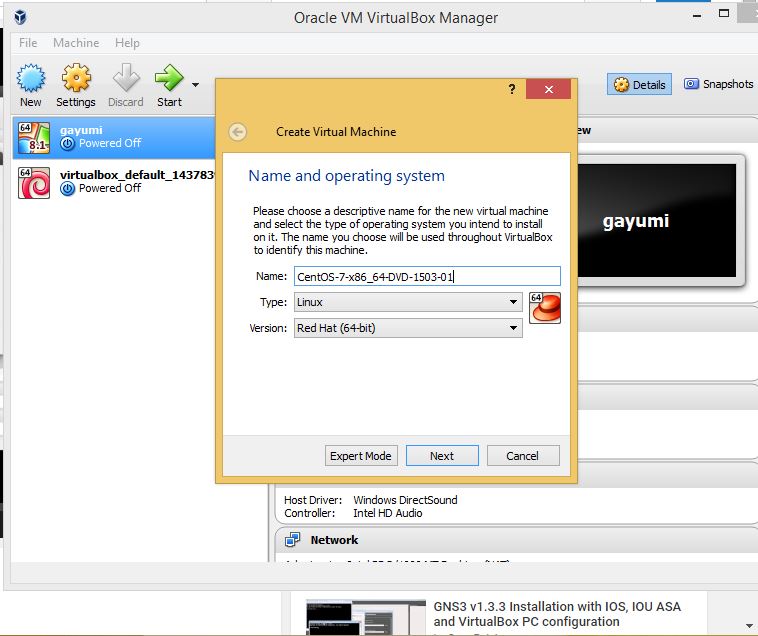 Oracle VM VirtualBox Manager
File Machine Help
New Settings Discard Start
Details Snapshots
64
8.1
gayumi
Powered Off
64
virtualbox_default_143783
Powered Off
?
Create Virtual Machine
Name and operating system
Please choose a descriptive name for the new virtual machine
and select the type of operating system you intend to install
on it. The name you choose will be used throughout VirtualBox
to identify this machine.
Name: CentOS-7-x86_64-DVD-1503-01
Type: Linux
64
Version: Red Hat (64-bit)
Expert Mode Next Cancel
gayumi
Host Driver: Windows DirectSound
Controller: Intel HD Audio
Network
GNS3 v1.3.3 Installation with IOS, IOU ASA
and VirtualBox PC configuration